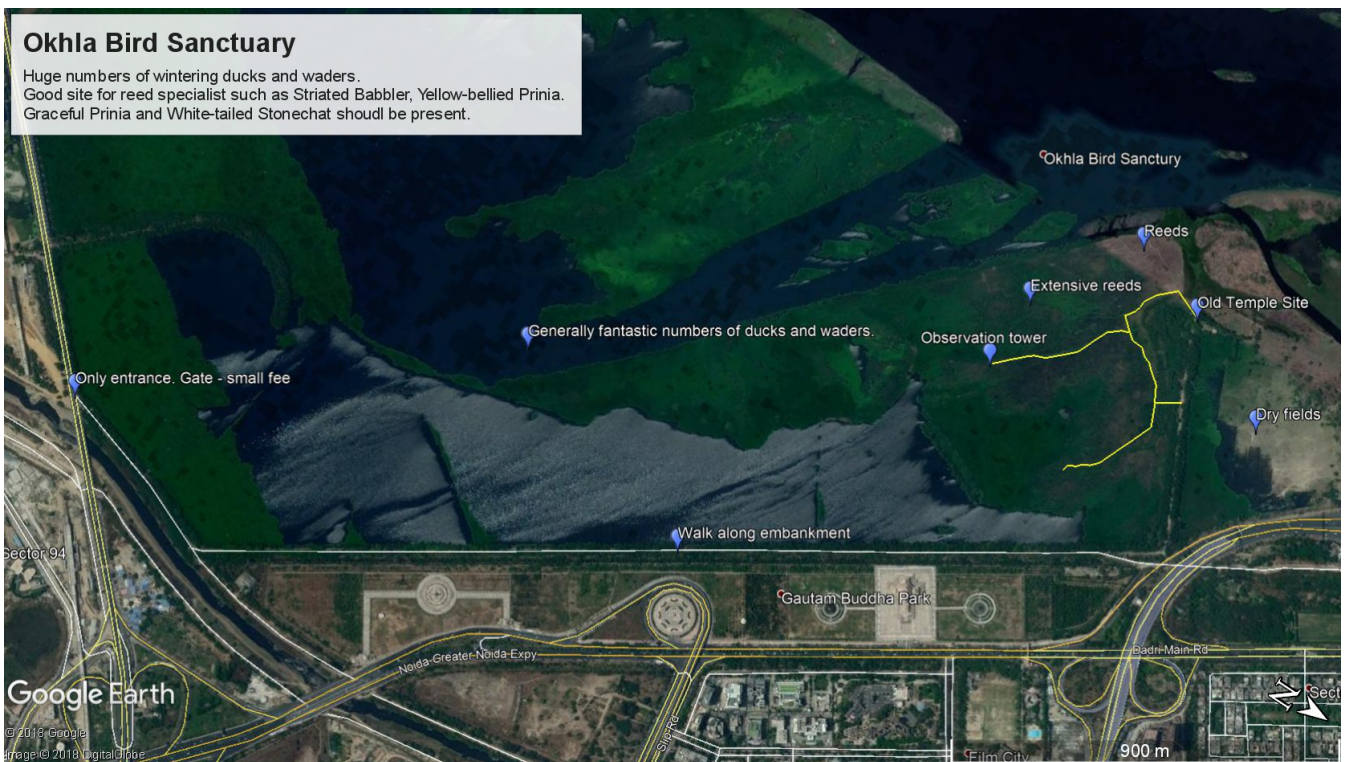 Okhla Bird Sanctuary
Huge numbers of wintering ducks and waders.
Good site for reed specialist such as Striated Babbler, Yellow-bellied Prinia.
Graceful Prinia and White-tailed Stonechat shoudl be present.
Okhla Bird Sanctury
Reeds
Extensive reeds
Old Temple Site
Generally fantastic numbers of ducks and waders.
Observation tower
Only entrance. Gate - small fee
Dry fields
Walk along embankment
Sector 94
Gautam Buddha Park
Noida-Greater Noida Expy
Dadri Main Rd
Google Earth
N
Sect
Slip Rd
© 2018 Google
Image © 2018 DigitalGlobe
900 m
Film City